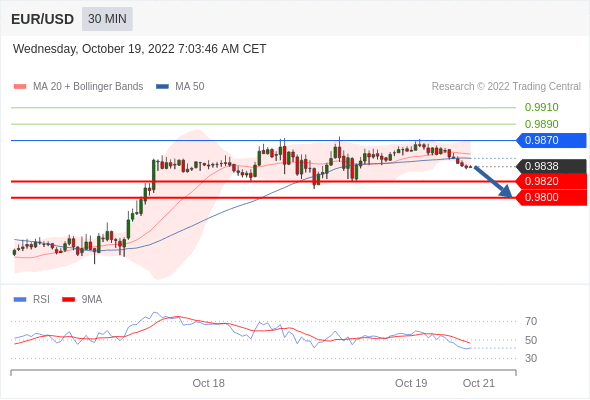 EUR/USD 30 MIN
Wednesday, October 19, 2022 7:03:46 AM CET
MA 20 + Bollinger Bands MA 50 Research © 2022 Trading Central
0.9910
0.9890
0.9870
0.9838
0.9820
0.9800
RSI 9MA
70
50
30
Oct 18 Oct 19 Oct 21